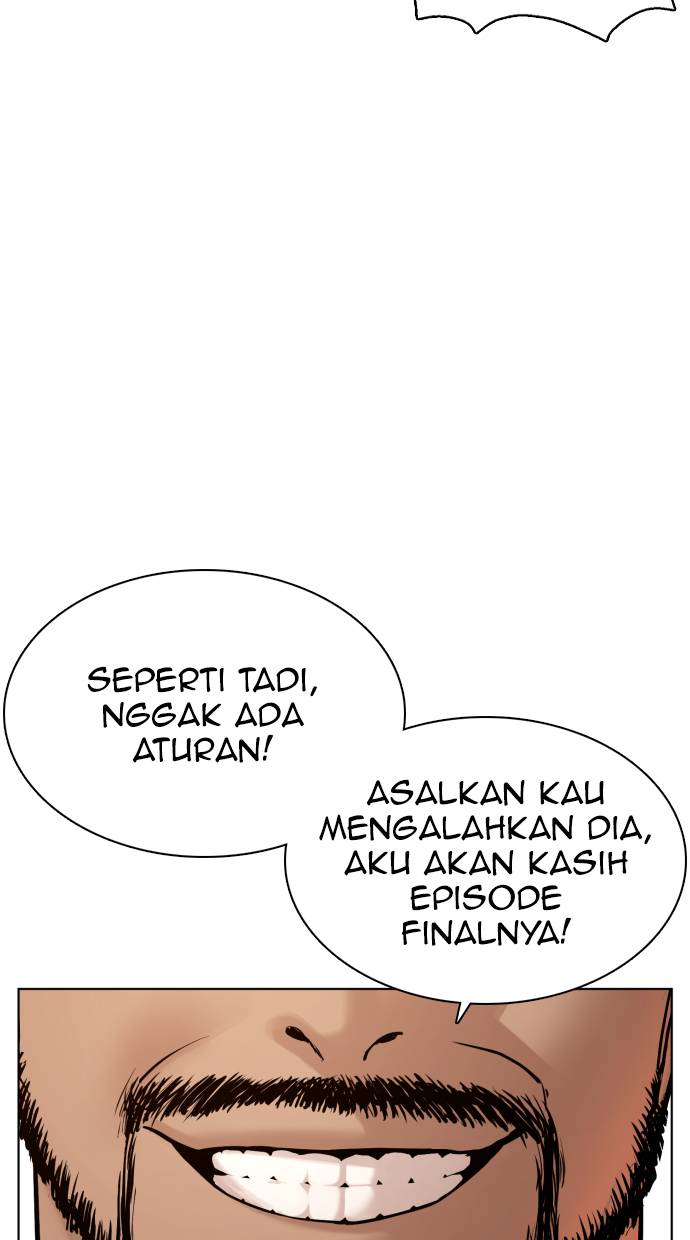 SEPERTI TADI,
NGGAK ADA
ATURAN!
ASALKAN KAU
MENGALAHKAN DIA,
AKU AKAN KASIH
EPISODE
FINALNYA!